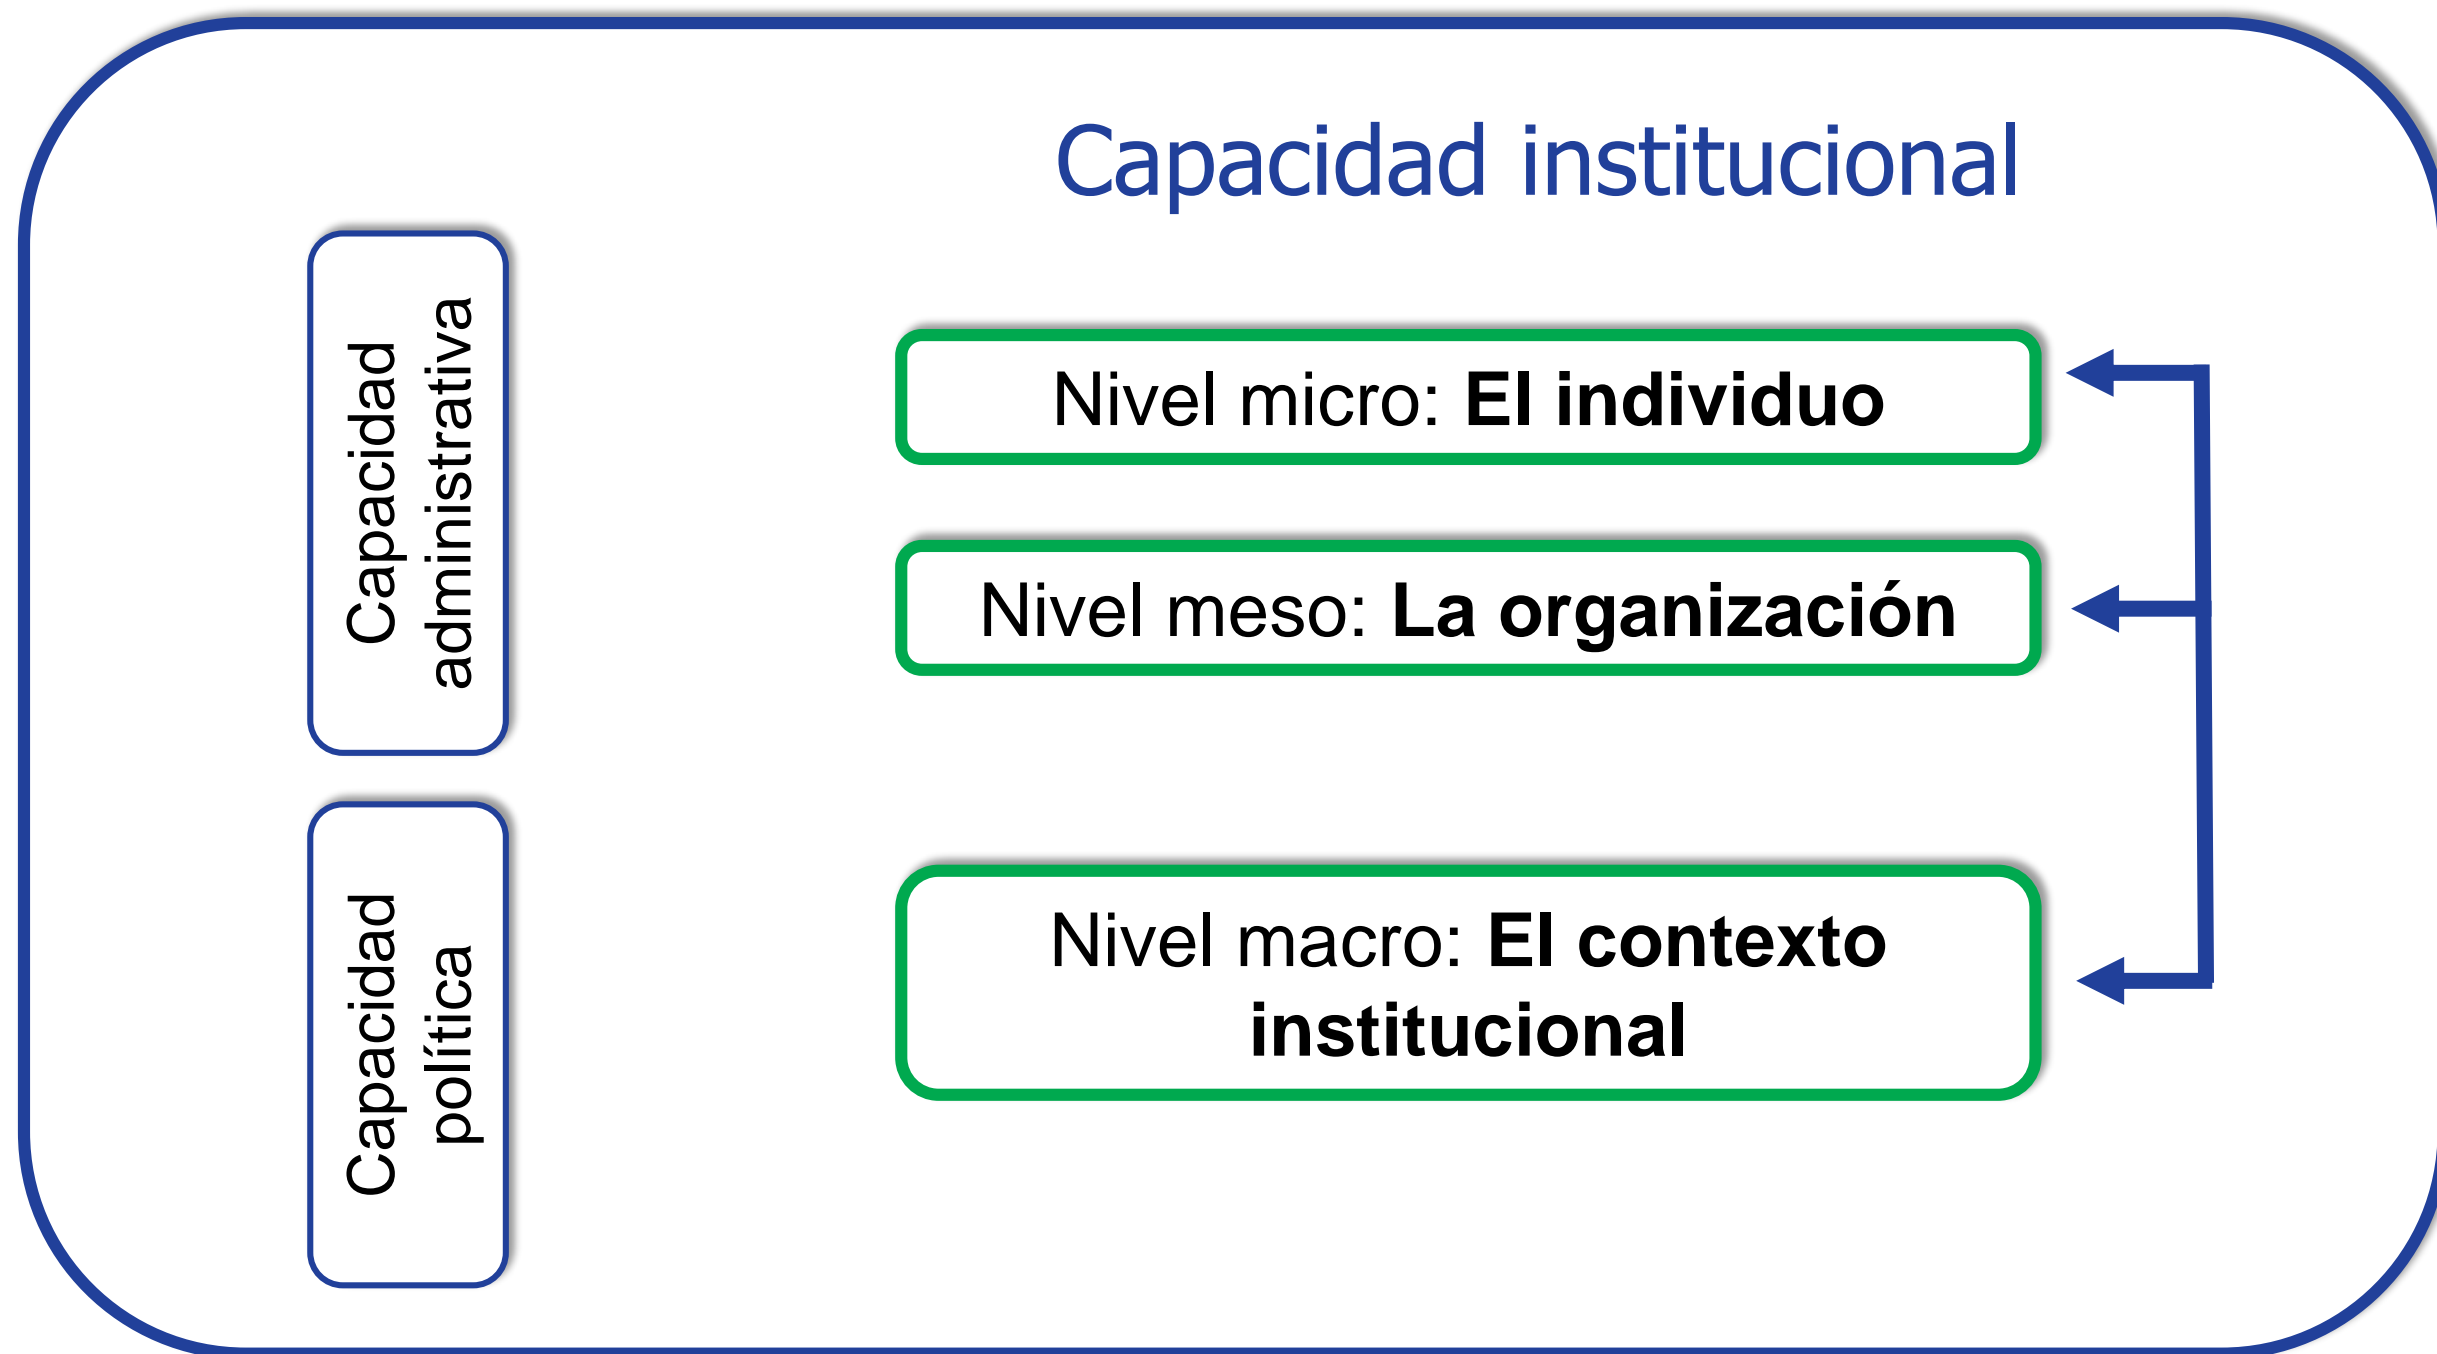 Capacidad institucional
Capacidad
administrativa
Nivel micro: El individuo
Nivel meso: La organización
Capacidad
política
Nivel macro: El contexto
institucional